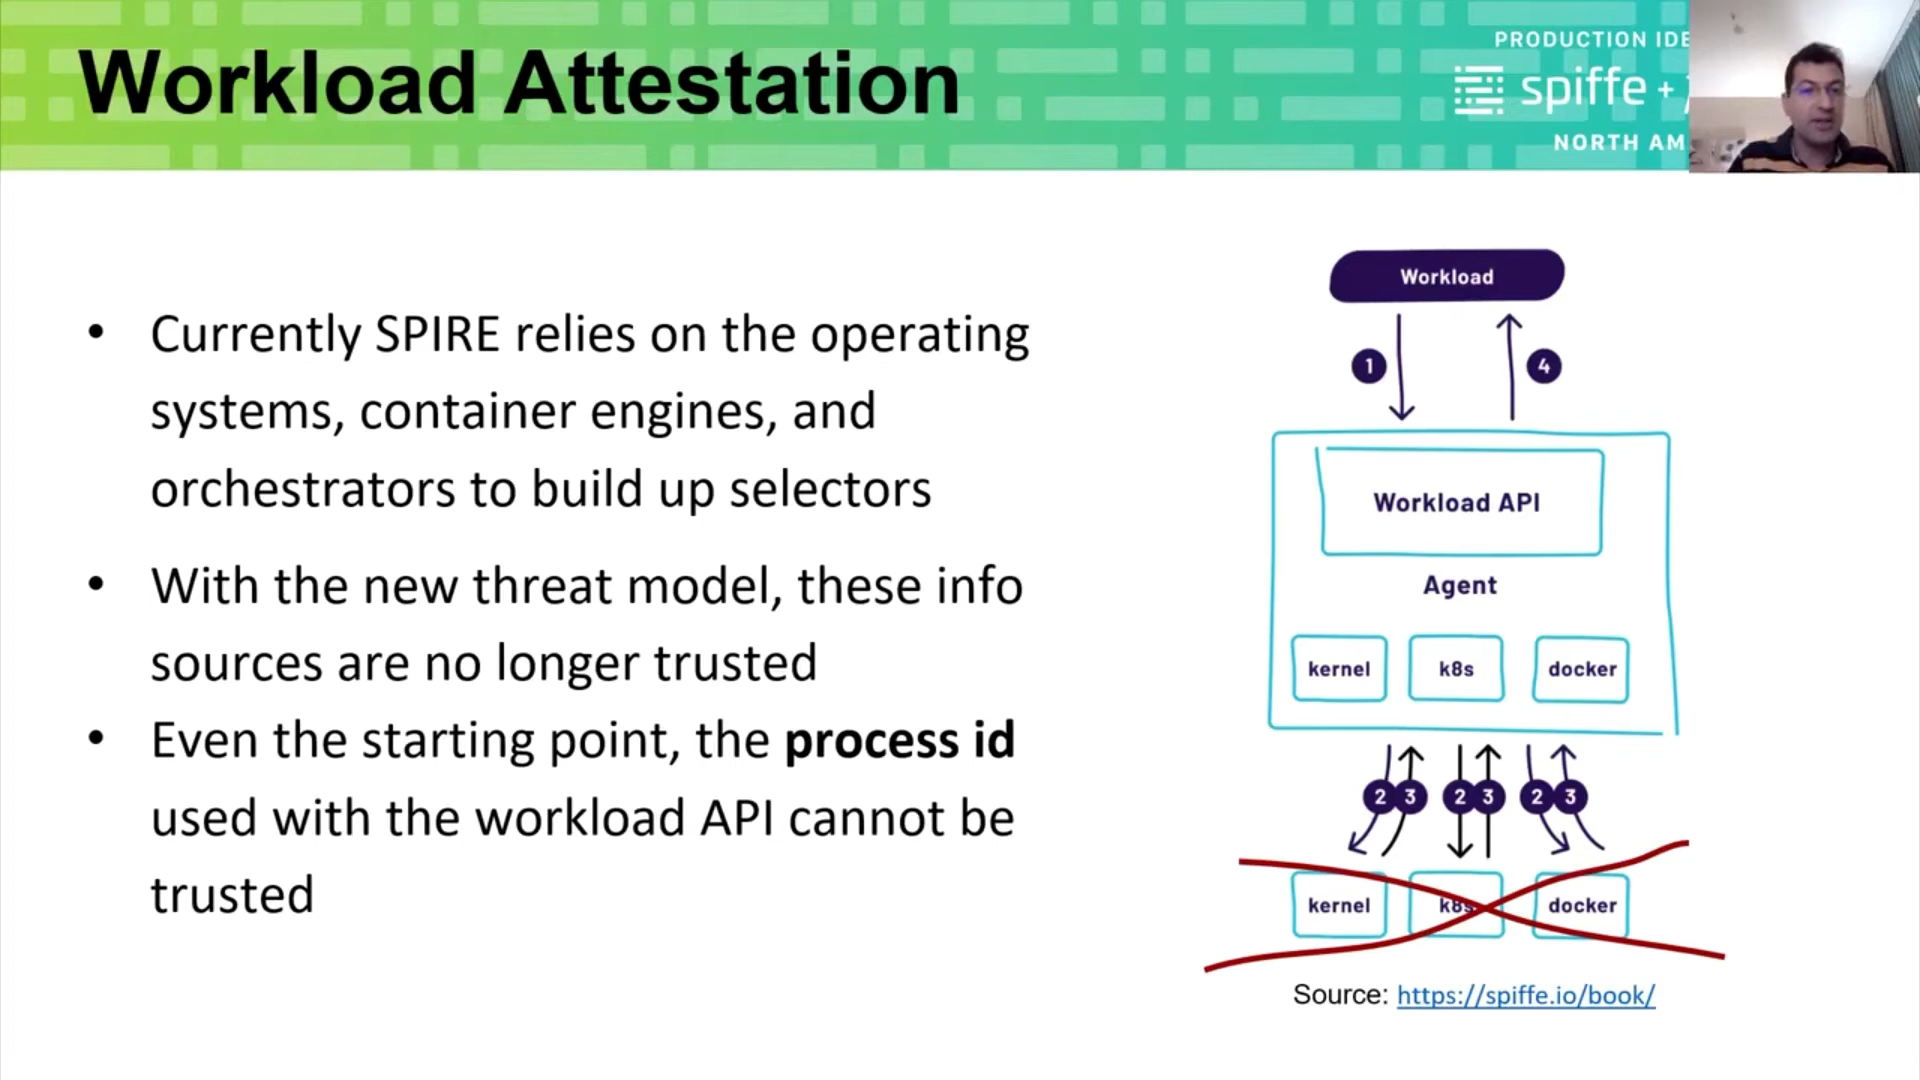 Workload Attestation
PRODUCTION IDE
spiffe +
NORTH AM
• Currently SPIRE relies on the operating
systems, container engines, and
orchestrators to build up selectors
• With the new threat model, these info
sources are no longer trusted
• Even the starting point, the process id
used with the workload API cannot be
trusted
Workload
1 4
Workload API
Agent
kernel k8s docker
2 3 2 3 2 3
kernel k8s docker
Source: https://spiffe.io/book/